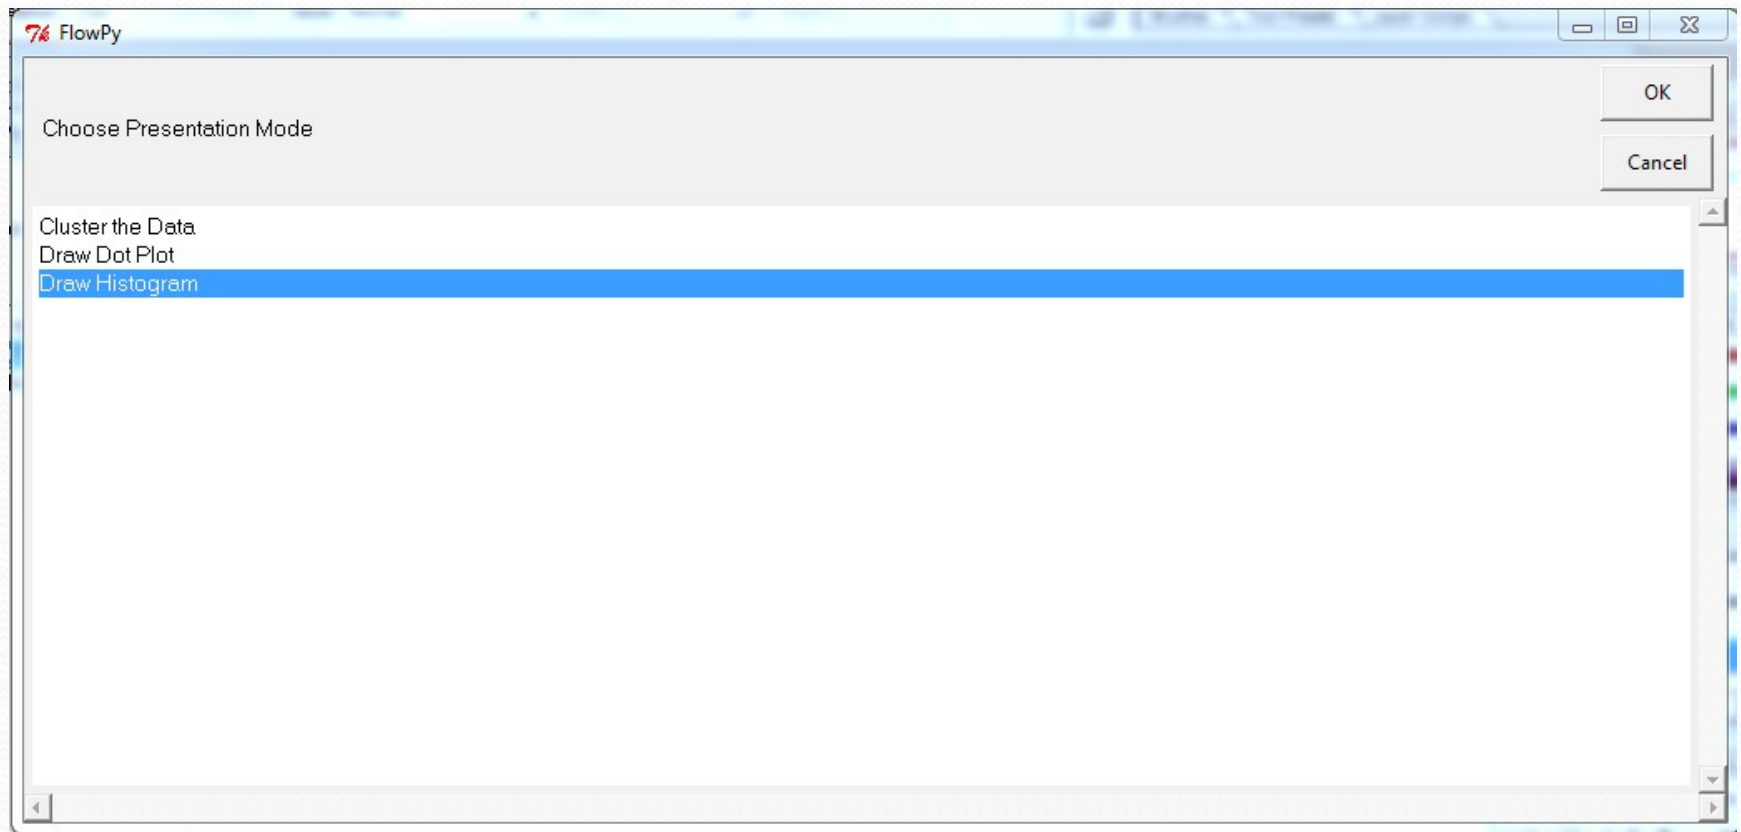 FlowPy
OK
Choose Presentation Mode
Cancel
Cluster the Data
Draw Dot Plot
Draw Histogram